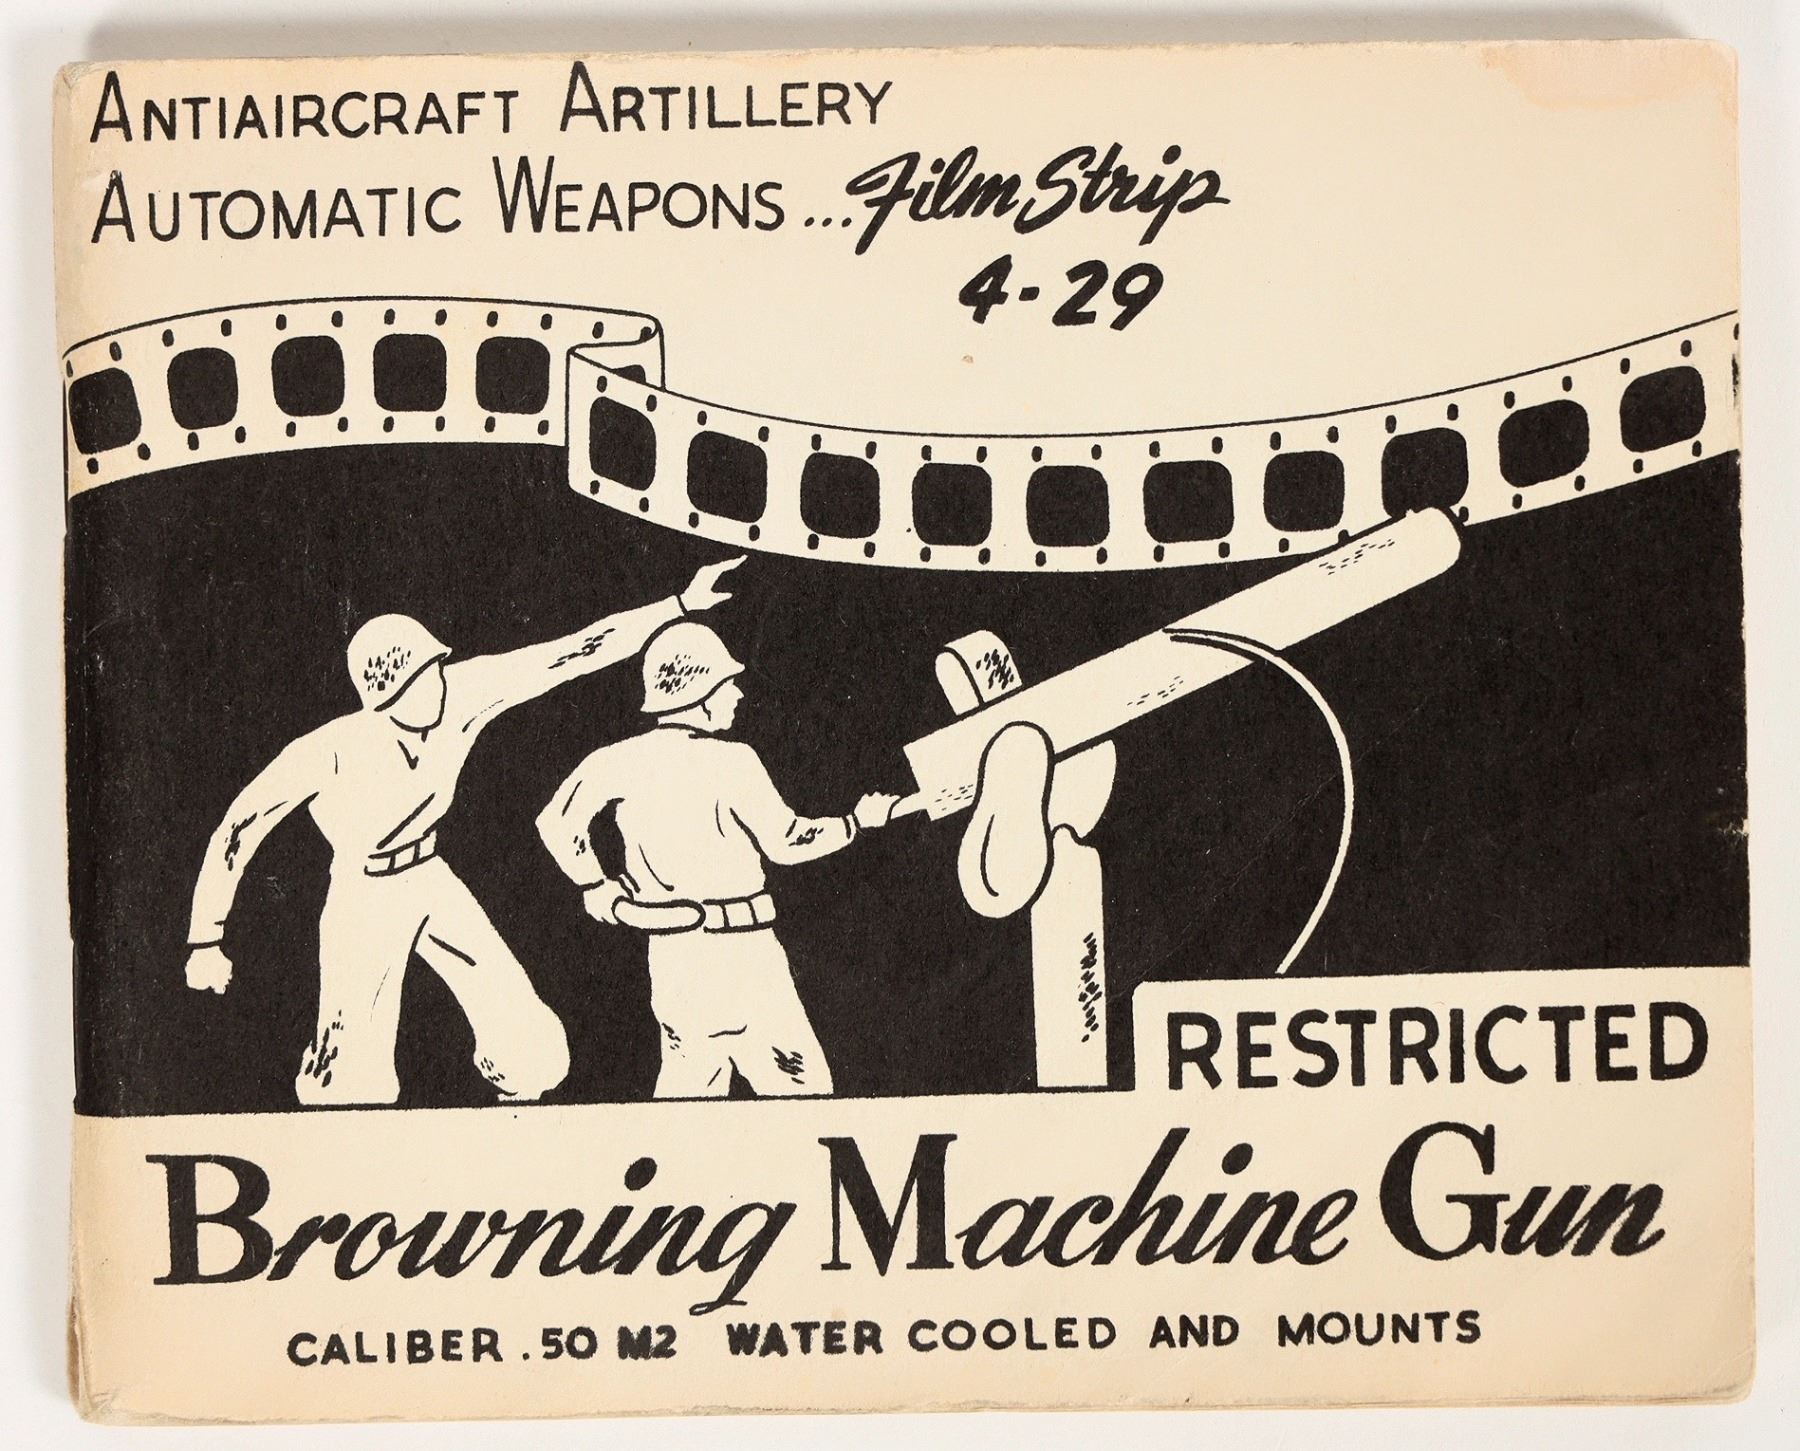 ANTIAIRCRAFT ARTILLERY
AUTOMATIC WEAPONS...Film Strip
4-29
RESTRICTED
Browning Machine Gun
CALIBER .50 M2 WATER COOLED AND MOUNTS